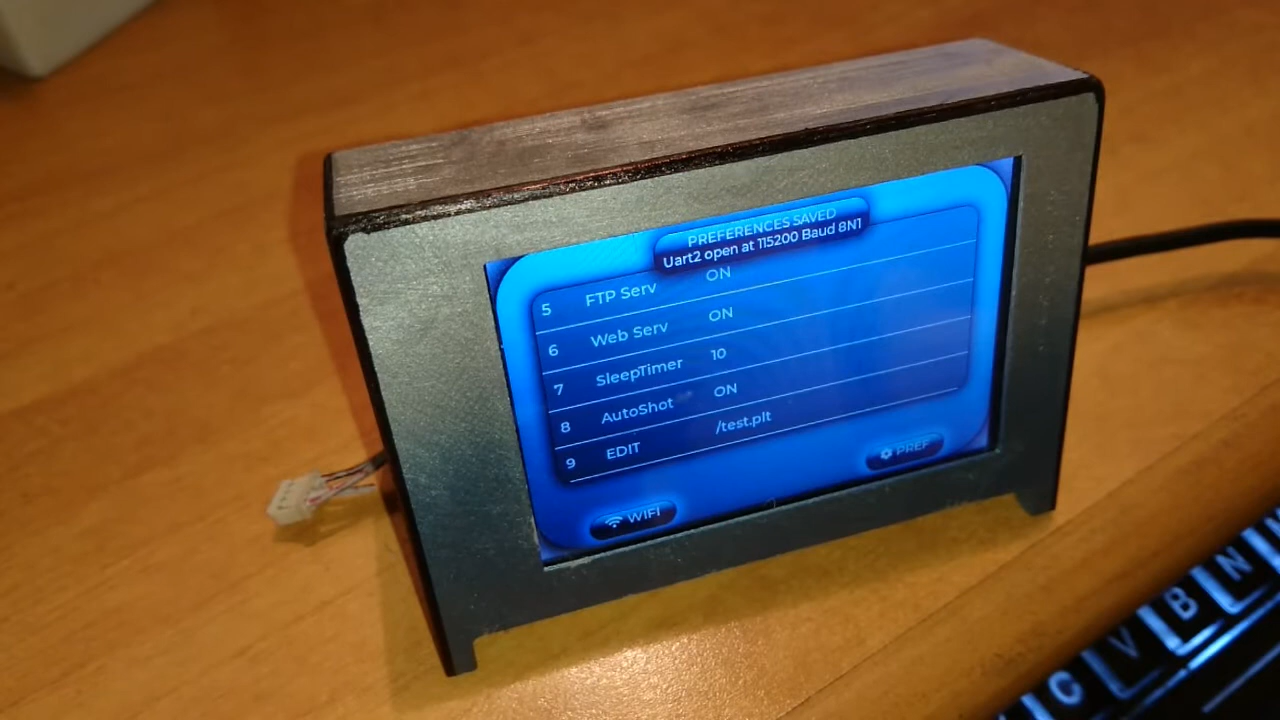 PREFERENCES SAVED
Uart2 open at 115200 Baud 8N1
5 FTP Serv ON
6 Web Serv ON
7 SleepTimer 10
8 AutoShot ON
9 EDIT /test.plt
WIFI
PREF
N
B
V
C